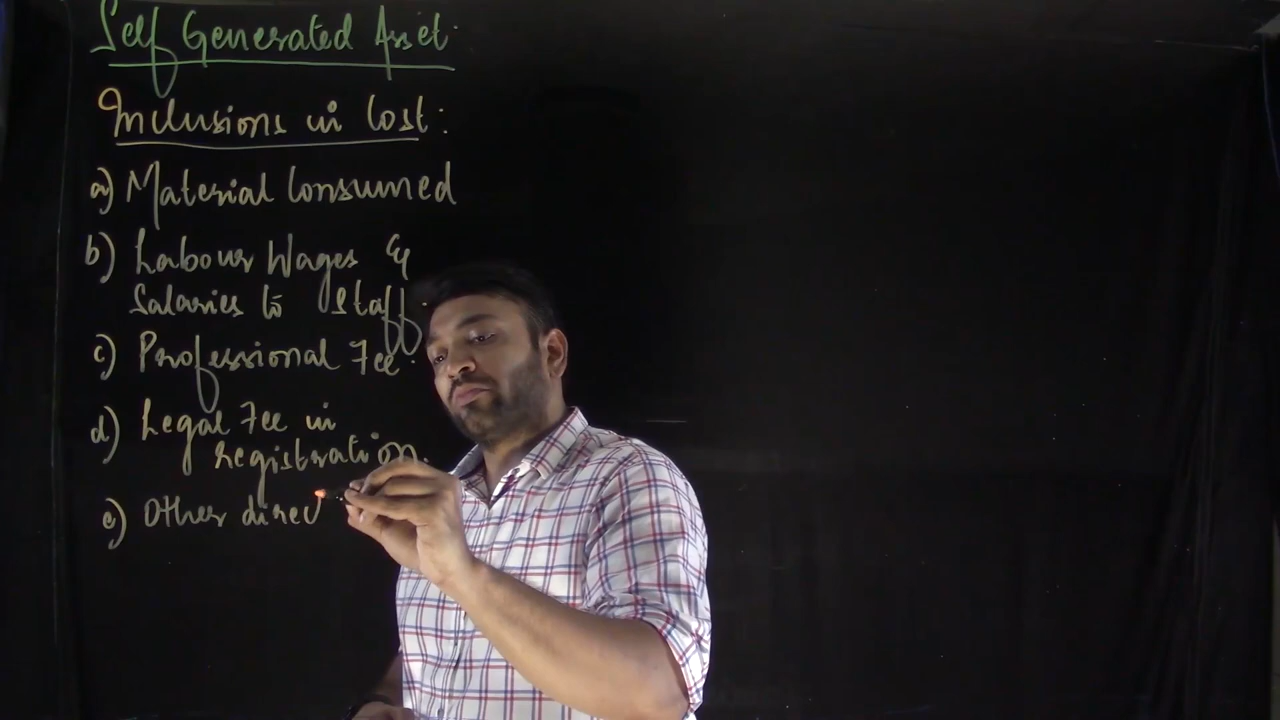 Self Generated Asset
Inclusions in Cost:
a) Material Consumed
b) Labour Wages &
Salaries to Staff.
c) Professional Fee
d) Legal Fee in
registration.
e) Other direc